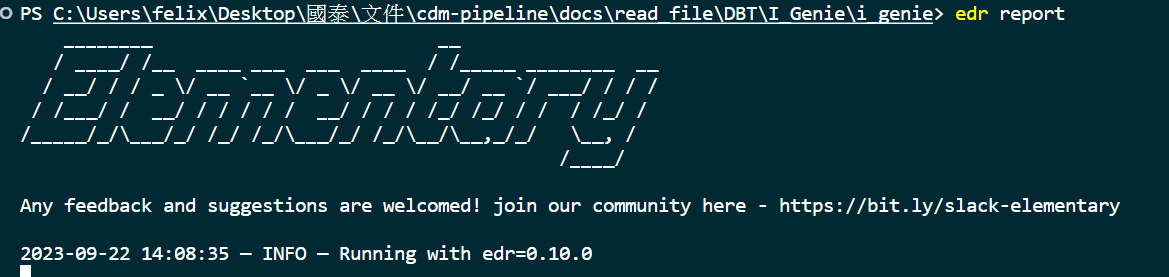 PS C:\Users\felix\Desktop\國泰\文件\cdm-pipeline\docs\read_file\DBT\I_Genie\i_genie> edr report
Elementary
Any feedback and suggestions are welcomed! join our community here - https://bit.ly/slack-elementary
2023-09-22 14:08:35 — INFO — Running with edr=0.10.0